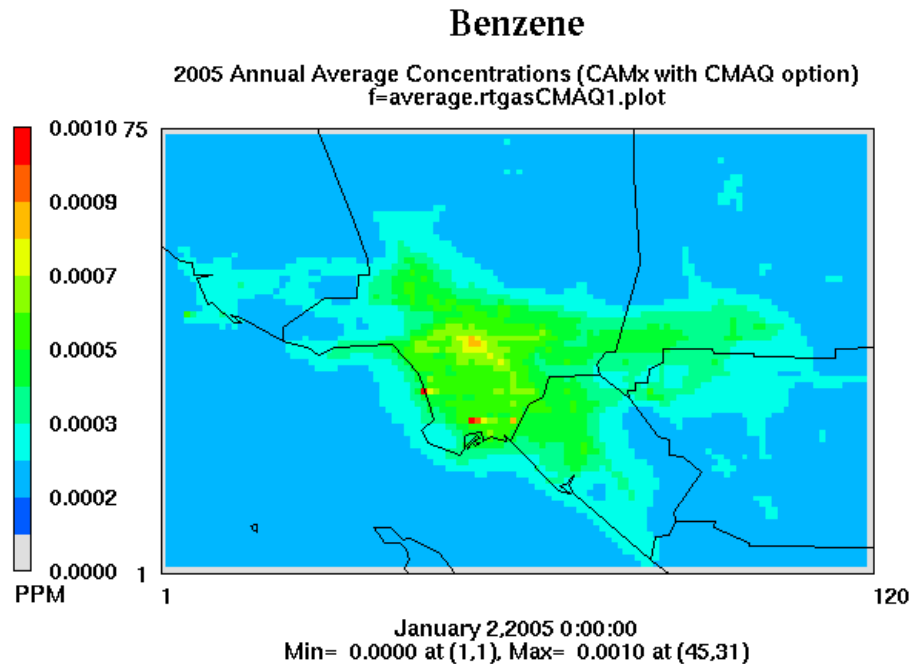 Benzene
2005 Annual Average Concentrations (CAMx with CMAQ option)
f=average.rtgasCMAQ1.plot
0.0010
75
0.0009
0.0007
0.0005
0.0003
0.0002
0.0000
1
PPM
1
120
January 2,2005 0:00:00
Min= 0.0000 at (1,1), Max= 0.0010 at (45,31)